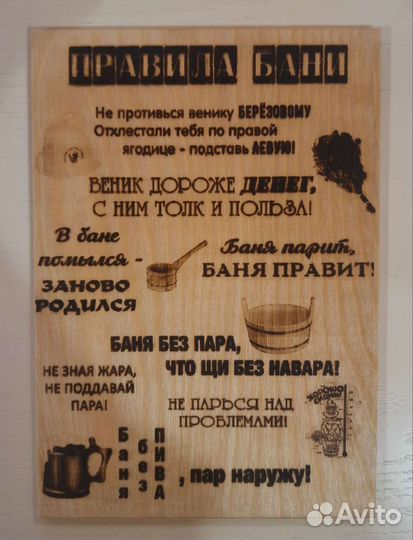 ПРАВИЛА БАНИ
Не противься венику БЕРЁЗОВОМУ
Отхлестали тебя по правой
ягодице - подставь ЛЕВУЮ!
ВЕНИК ДОРОЖЕ ДЕНЕГ,
С НИМ ТОЛК И ПОЛЬЗА!
В бане
помылся -
ЗАНОВО
РОДИЛСЯ
Баня парит,
БАНЯ ПРАВИТ!
БАНЯ БЕЗ ПАРА,
ЧТО ЩИ БЕЗ НАВАРА!
НЕ ЗНАЯ ЖАРА,
НЕ ПОДДАВАЙ
ПАРА!
ХОРОШО
СИДИМ!
НЕ ПАРЬСЯ НАД
ПРОБЛЕМАМИ!
Баня без ПИВА, пар наружу!
Avito